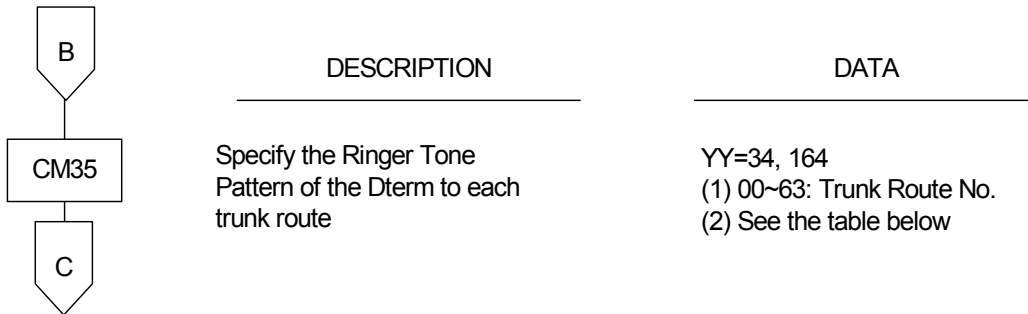 B
DESCRIPTION
DATA
CM35
Specify the Ringer Tone
Pattern of the Dterm to each
trunk route
YY=34, 164
(1) 00~63: Trunk Route No.
(2) See the table below
C